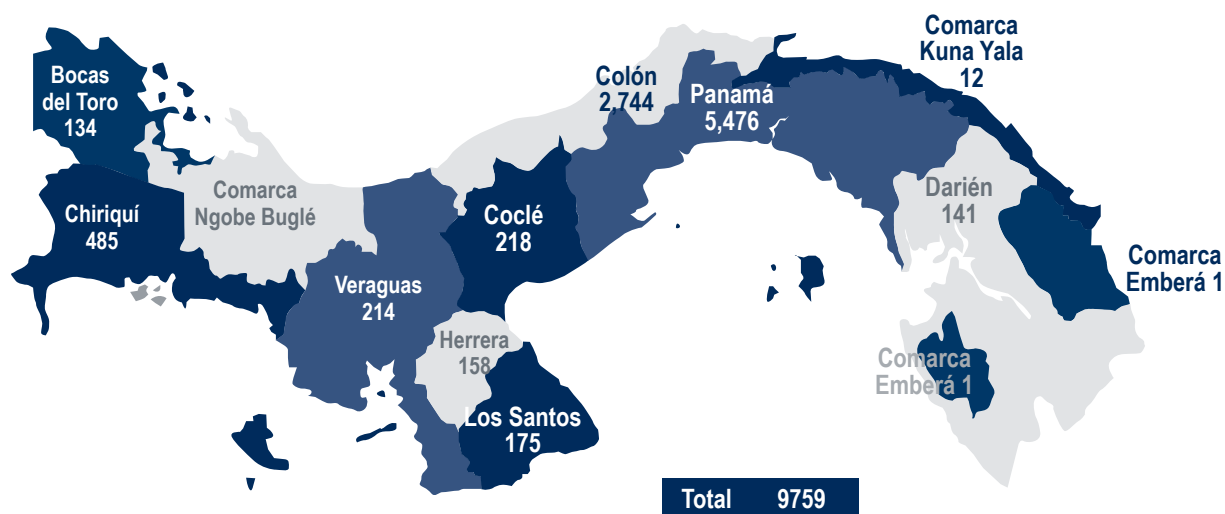 Bocas
del Toro
134
Chiriquí
485
Comarca
Ngobe Buglé
Veraguas
214
Herrera
158
Los Santos
175
Coclé
218
Colón
2,744
Panamá
5,476
Comarca
Kuna Yala
12
Darién
141
Comarca
Emberá 1
Comarca
Emberá 1
Total 9759